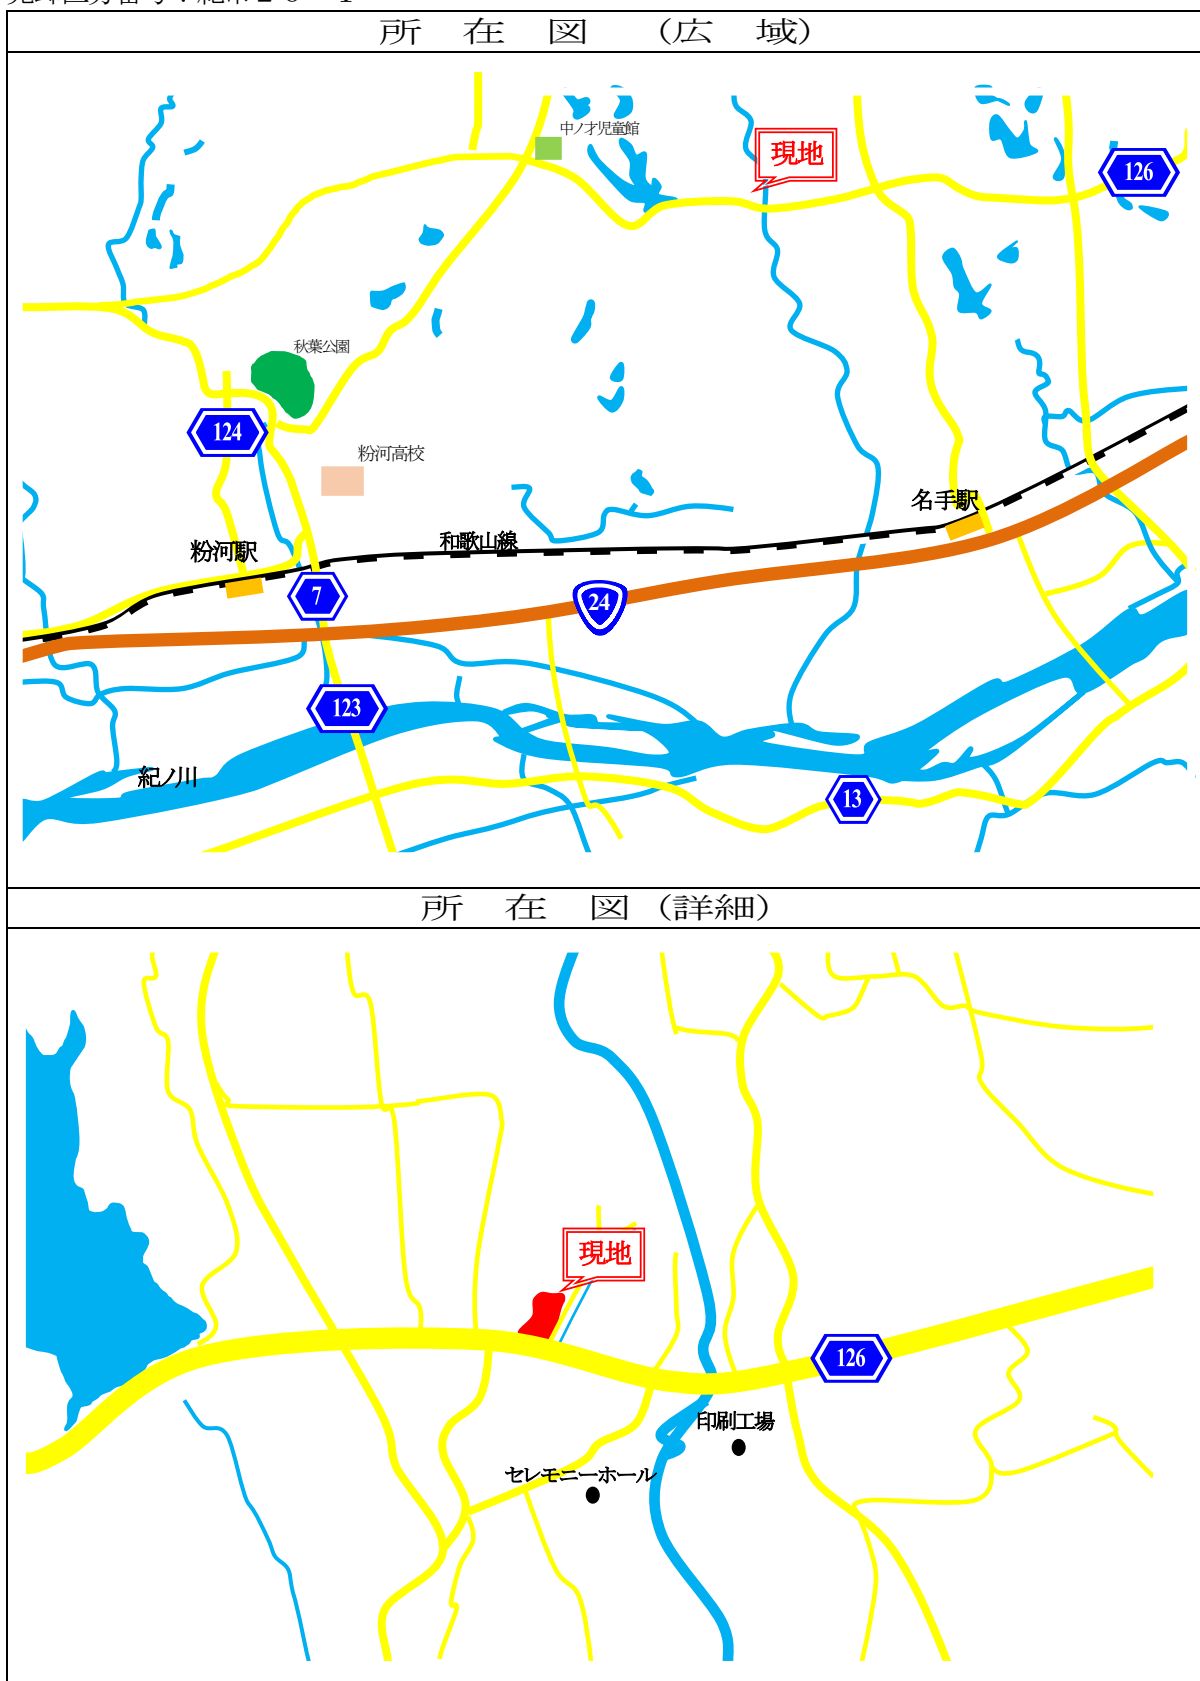 所 在 図 （広 域）
中ノ才児童館
現地
126
秋葉公園
124
粉河高校
名手駅
和歌山線
粉河駅
7
24
123
紀ノ川
13
所 在 図（詳細）
現地
126
印刷工場
セレモニーホール